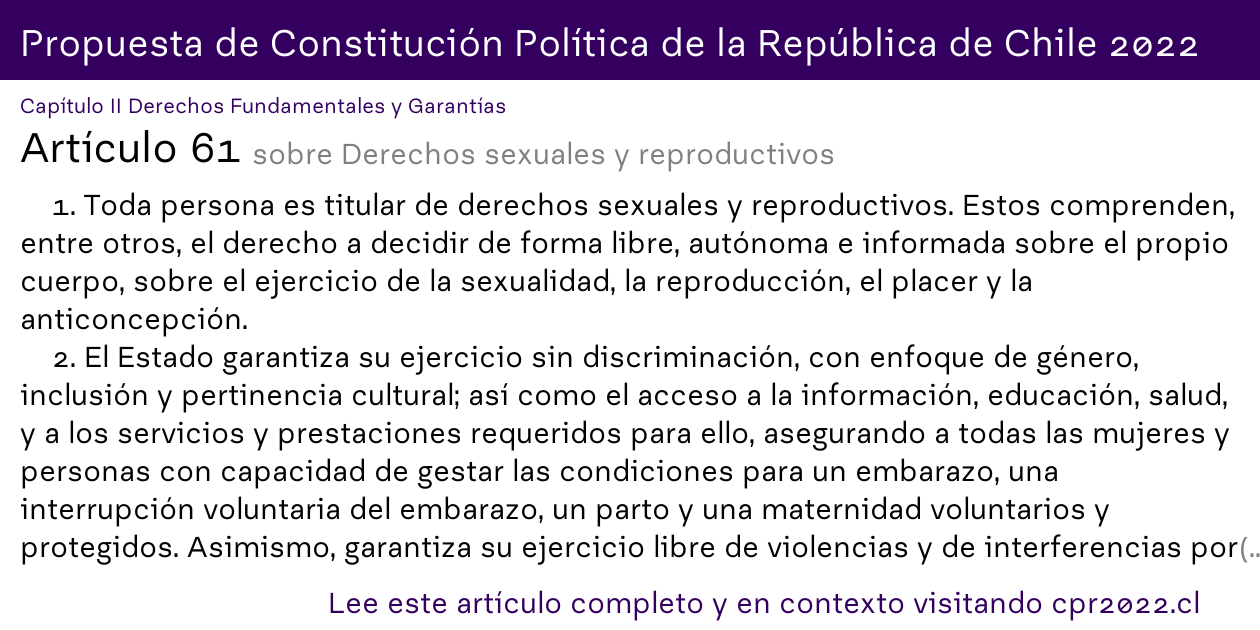 Propuesta de Constitución Política de la República de Chile 2022
Capítulo II Derechos Fundamentales y Garantías
Artículo 61 sobre Derechos sexuales y reproductivos
1. Toda persona es titular de derechos sexuales y reproductivos. Estos comprenden,
entre otros, el derecho a decidir de forma libre, autónoma e informada sobre el propio
cuerpo, sobre el ejercicio de la sexualidad, la reproducción, el placer y la
anticoncepción.
2. El Estado garantiza su ejercicio sin discriminación, con enfoque de género,
inclusión y pertinencia cultural; así como el acceso a la información, educación, salud,
y a los servicios y prestaciones requeridos para ello, asegurando a todas las mujeres y
personas con capacidad de gestar las condiciones para un embarazo, una
interrupción voluntaria del embarazo, un parto y una maternidad voluntarios y
protegidos. Asimismo, garantiza su ejercicio libre de violencias y de interferencias por(..
Lee este artículo completo y en contexto visitando cpr2022.cl